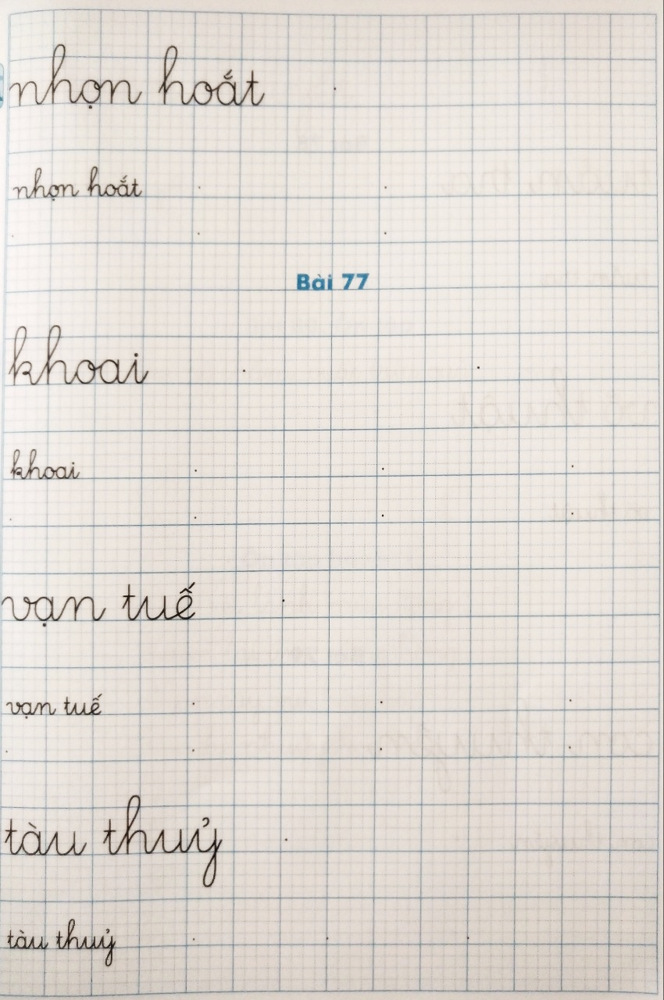 nhọn hoắt
nhọn hoắt
Bài 77
khoai
khoai
vạn tuế
vạn tuế
tàu thuỷ
tàu thuỷ